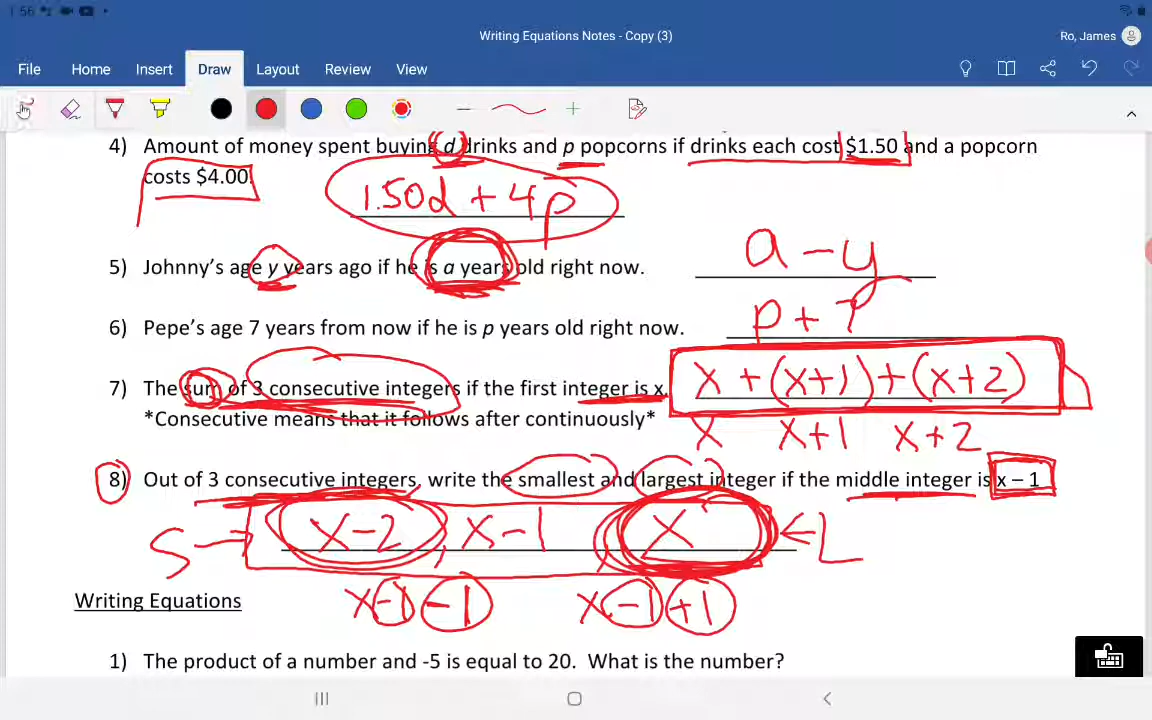 1:56
Writing Equations Notes - Copy (3)
Ro, James
File Home Insert Draw Layout Review View
4) Amount of money spent buying d drinks and p popcorns if drinks each cost $1.50 and a popcorn
costs $4.00.
1.50d + 4p
5) Johnny's age y years ago if he is a years old right now.
a - y
6) Pepe's age 7 years from now if he is p years old right now.
p + 7
7) The sum of 3 consecutive integers if the first integer is x.
x + (x+1) + (x+2)
*Consecutive means that it follows after continuously*
x x+1 x+2
8) Out of 3 consecutive integers, write the smallest and largest integer if the middle integer is x – 1
S → x-2, x-1 x ← L
x-1-1 x-1+1
Writing Equations
1) The product of a number and -5 is equal to 20. What is the number?